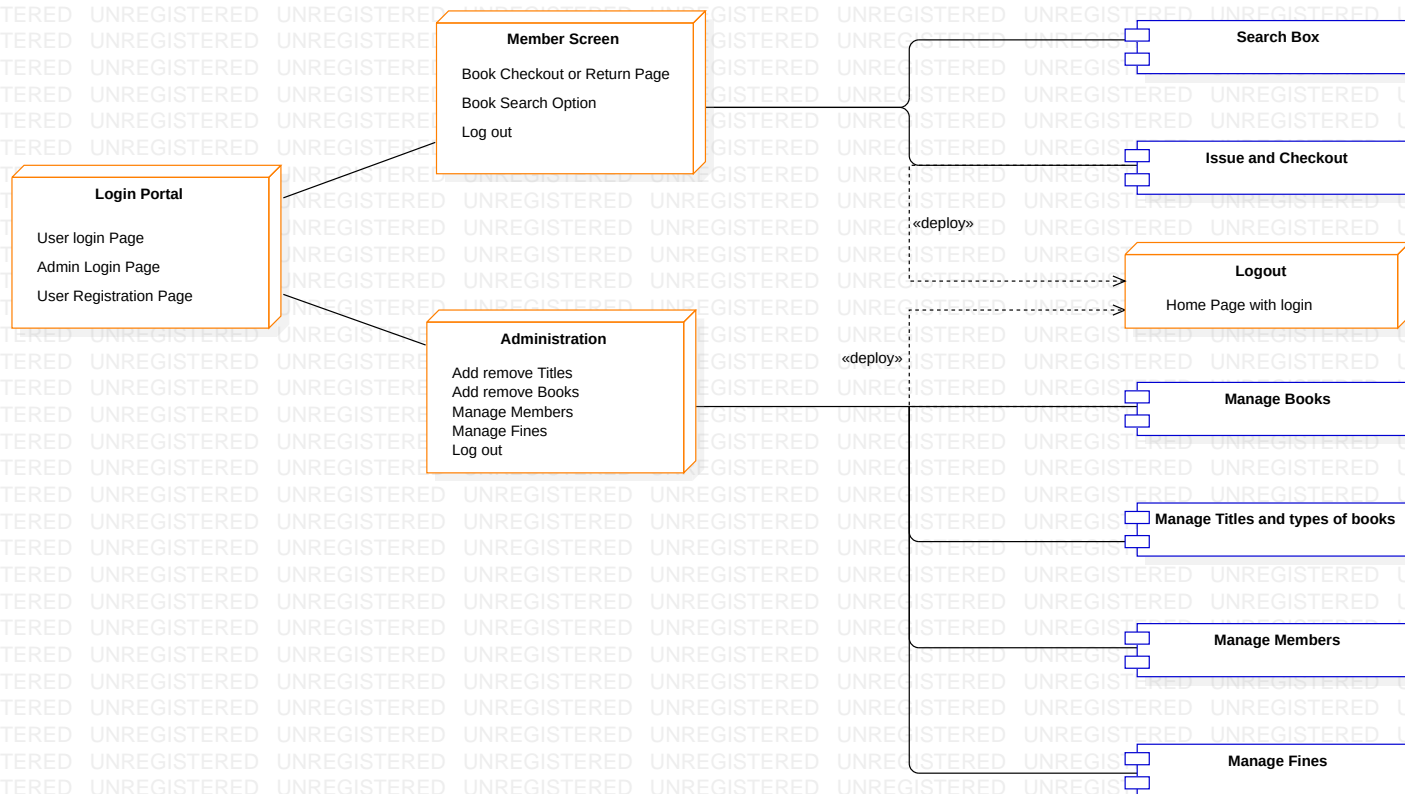 Member Screen
Book Checkout or Return Page
Book Search Option
Log out
Login Portal
User login Page
Admin Login Page
User Registration Page
Administration
Add remove Titles
Add remove Books
Manage Members
Manage Fines
Log out
Search Box
Issue and Checkout
«deploy»
Logout
Home Page with login
«deploy»
Manage Books
Manage Titles and types of books
Manage Members
Manage Fines
UNREGISTERED